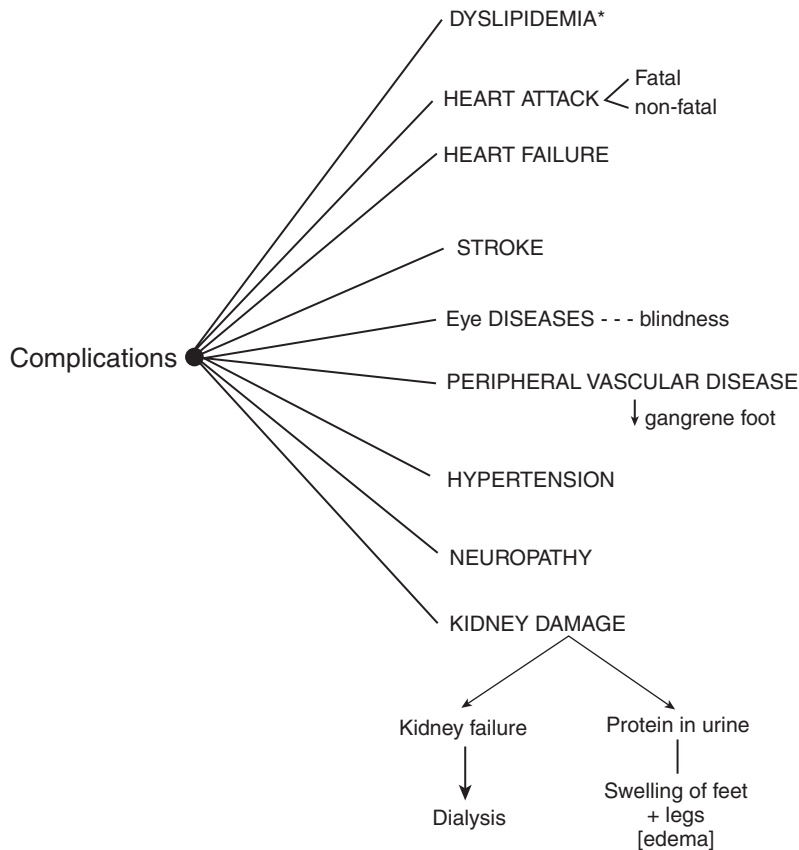 DYSLIPIDEMIA*
HEART ATTACK
Fatal
non-fatal
HEART FAILURE
STROKE
Eye DISEASES - - - blindness
Complications
PERIPHERAL VASCULAR DISEASE
gangrene foot
HYPERTENSION
NEUROPATHY
KIDNEY DAMAGE
Kidney failure
Protein in urine
Dialysis
Swelling of feet
+ legs
[edema]